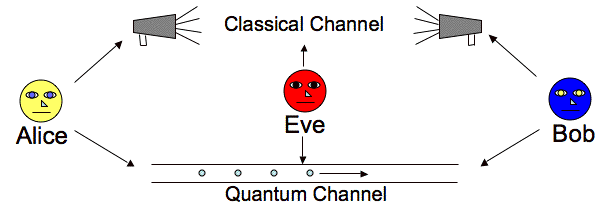 Classical Channel
Alice
Eve
Bob
Quantum Channel